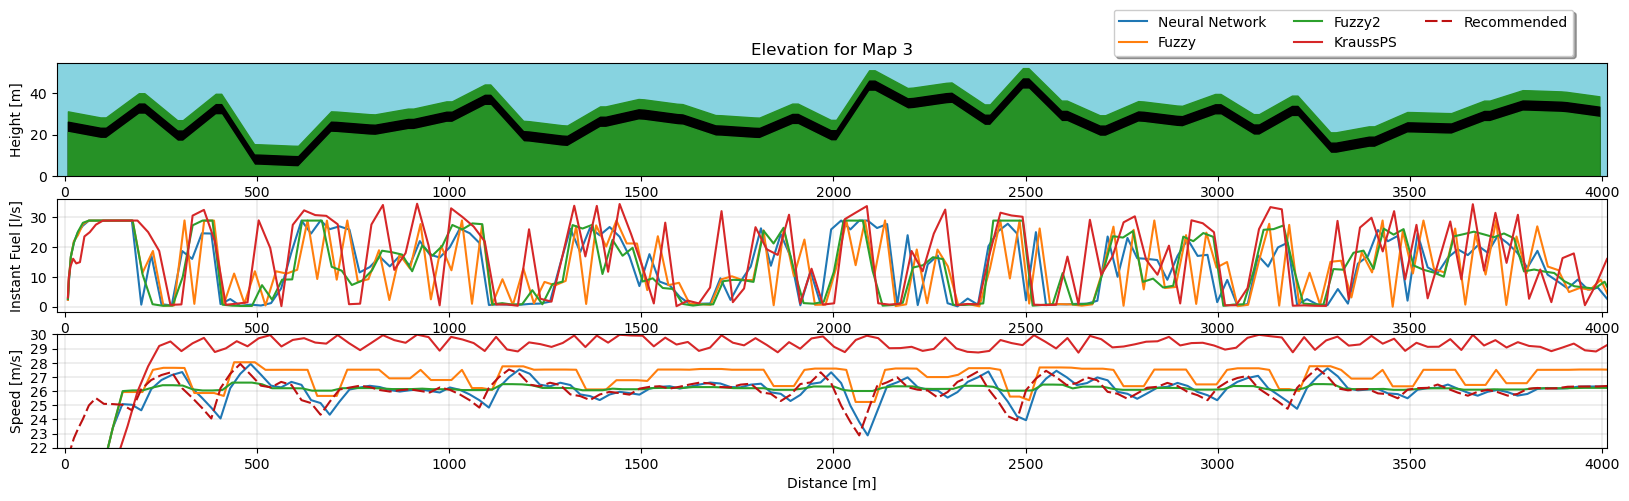 Neural Network Fuzzy2 Recommended
Fuzzy KraussPS
Elevation for Map 3
Height [m]
40
20
0
0 500 1000 1500 2000 2500 3000 3500 4000
Instant Fuel [l/s]
30
20
10
0
0 500 1000 1500 2000 2500 3000 3500 4000
Speed [m/s]
30
29
28
27
26
25
24
23
22
0 500 1000 1500 2000 2500 3000 3500 4000
Distance [m]